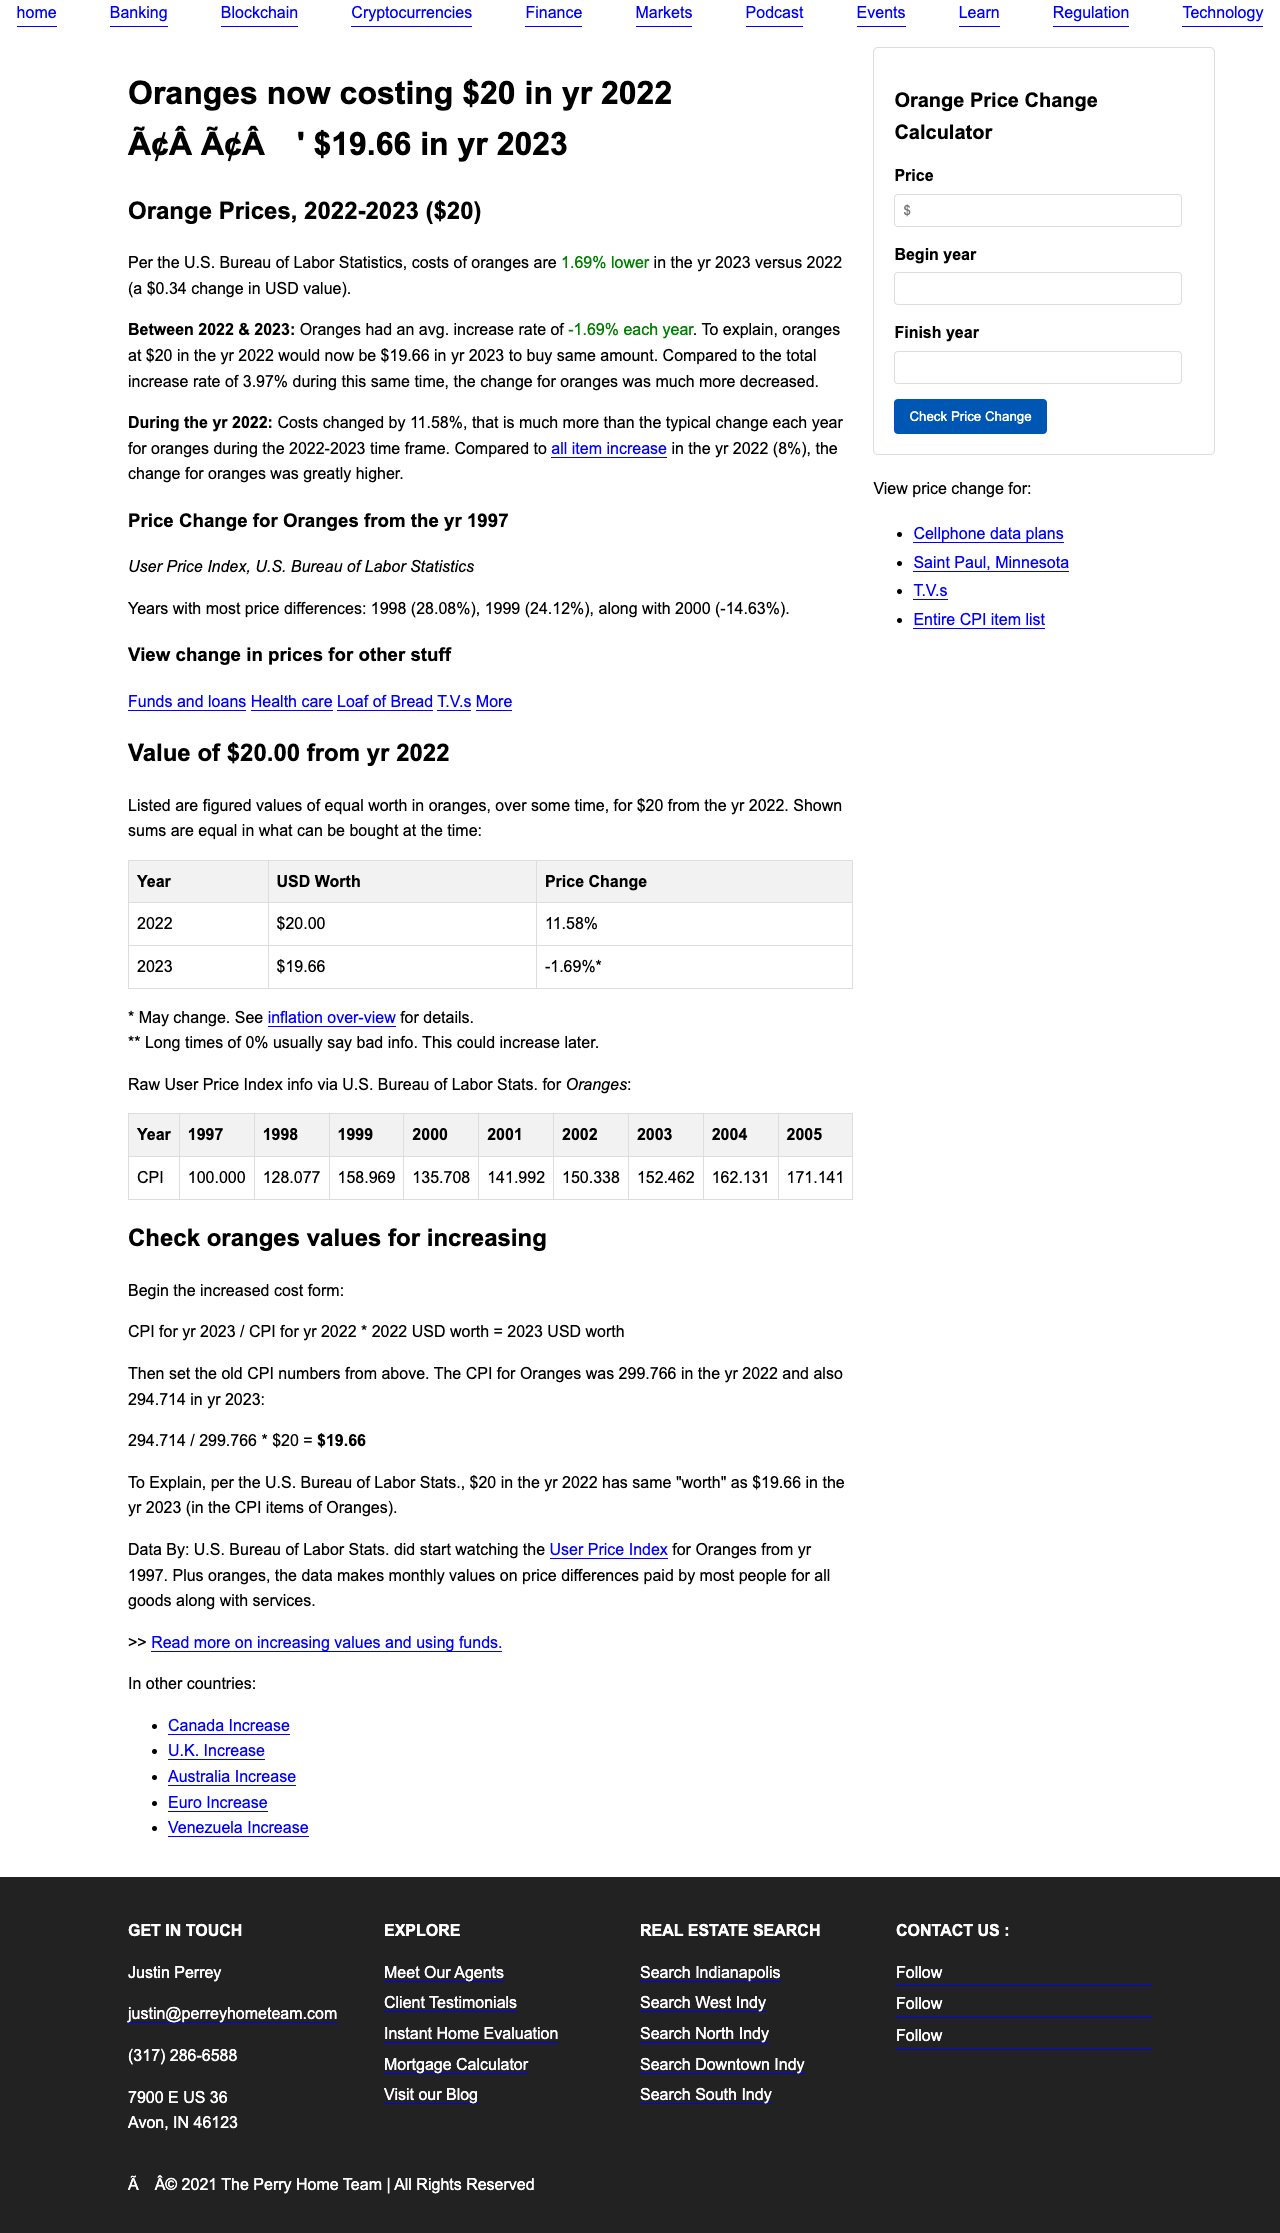 home Banking Blockchain Cryptocurrencies Finance Markets Podcast Events Learn Regulation Technology
Oranges now costing $20 in yr 2022
Ã¢Â Ã¢Â ' $19.66 in yr 2023
Orange Prices, 2022-2023 ($20)
Per the U.S. Bureau of Labor Statistics, costs of oranges are 1.69% lower in the yr 2023 versus 2022
(a $0.34 change in USD value).
Between 2022 & 2023: Oranges had an avg. increase rate of -1.69% each year. To explain, oranges
at $20 in the yr 2022 would now be $19.66 in yr 2023 to buy same amount. Compared to the total
increase rate of 3.97% during this same time, the change for oranges was much more decreased.
During the yr 2022: Costs changed by 11.58%, that is much more than the typical change each year
for oranges during the 2022-2023 time frame. Compared to all item increase in the yr 2022 (8%), the
change for oranges was greatly higher.
Price Change for Oranges from the yr 1997
User Price Index, U.S. Bureau of Labor Statistics
Years with most price differences: 1998 (28.08%), 1999 (24.12%), along with 2000 (-14.63%).
View change in prices for other stuff
Funds and loans Health care Loaf of Bread T.V.s More
Value of $20.00 from yr 2022
Listed are figured values of equal worth in oranges, over some time, for $20 from the yr 2022. Shown
sums are equal in what can be bought at the time:
Year USD Worth Price Change
2022 $20.00 11.58%
2023 $19.66 -1.69%*
* May change. See inflation over-view for details.
** Long times of 0% usually say bad info. This could increase later.
Raw User Price Index info via U.S. Bureau of Labor Stats. for Oranges:
Year 1997 1998 1999 2000 2001 2002 2003 2004 2005
CPI 100.000 128.077 158.969 135.708 141.992 150.338 152.462 162.131 171.141
Check oranges values for increasing
Begin the increased cost form:
CPI for yr 2023 / CPI for yr 2022 * 2022 USD worth = 2023 USD worth
Then set the old CPI numbers from above. The CPI for Oranges was 299.766 in the yr 2022 and also
294.714 in yr 2023:
294.714 / 299.766 * $20 = $19.66
To Explain, per the U.S. Bureau of Labor Stats., $20 in the yr 2022 has same "worth" as $19.66 in the
yr 2023 (in the CPI items of Oranges).
Data By: U.S. Bureau of Labor Stats. did start watching the User Price Index for Oranges from yr
1997. Plus oranges, the data makes monthly values on price differences paid by most people for all
goods along with services.
>> Read more on increasing values and using funds.
In other countries:
• Canada Increase
• U.K. Increase
• Australia Increase
• Euro Increase
• Venezuela Increase
Orange Price Change
Calculator
Price
$
Begin year
Finish year
Check Price Change
View price change for:
• Cellphone data plans
• Saint Paul, Minnesota
• T.V.s
• Entire CPI item list
GET IN TOUCH
Justin Perrey
justin@perreyhometeam.com
(317) 286-6588
7900 E US 36
Avon, IN 46123
EXPLORE
Meet Our Agents
Client Testimonials
Instant Home Evaluation
Mortgage Calculator
Visit our Blog
REAL ESTATE SEARCH
Search Indianapolis
Search West Indy
Search North Indy
Search Downtown Indy
Search South Indy
CONTACT US :
Follow
Follow
Follow
Ã Â© 2021 The Perry Home Team | All Rights Reserved